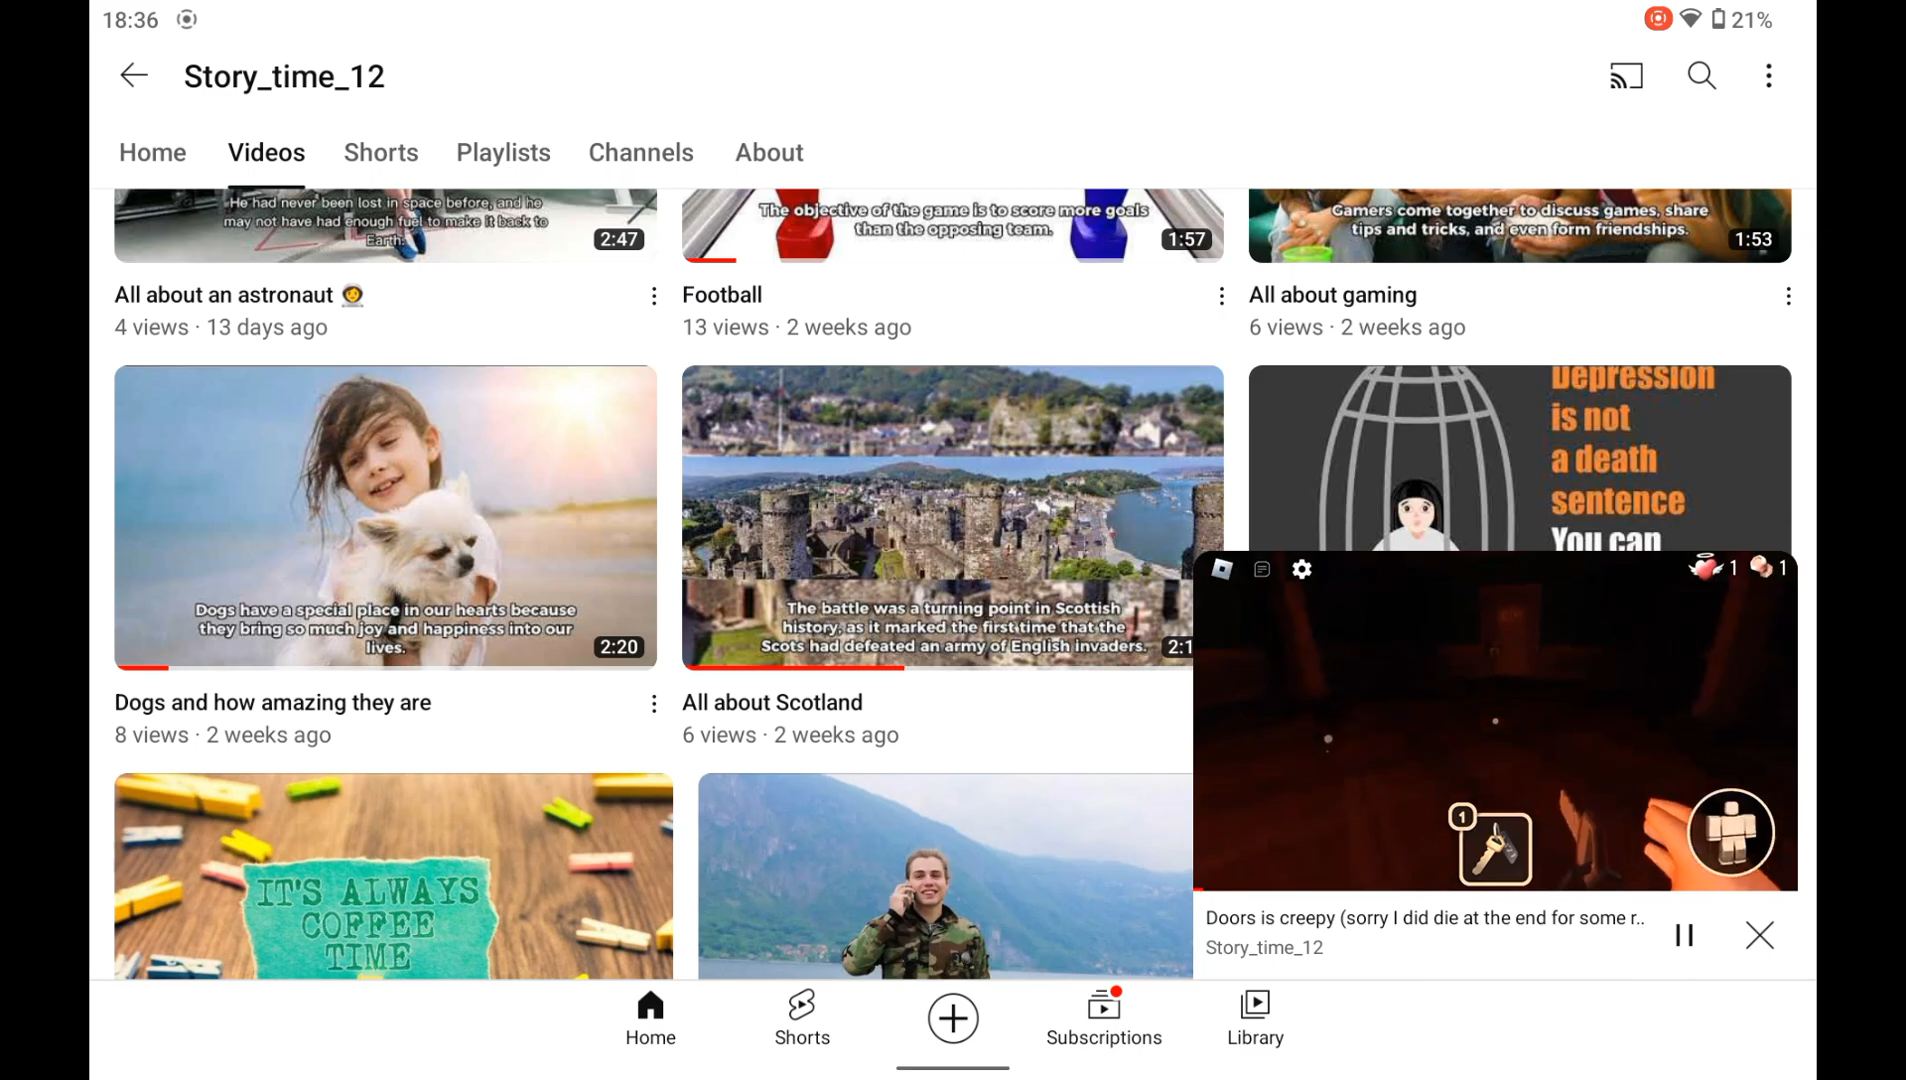 18:36
21%
Story_time_12
Home
Videos
Shorts
Playlists
Channels
About
He had never been lost in space before, and he
may not have had enough fuel to make it back to
Earth.
2:47
The objective of the game is to score more goals
than the opposing team.
1:57
Gamers come together to discuss games, share
tips and tricks, and even form friendships.
1:53
All about an astronaut 👩‍🚀
4 views · 13 days ago
Football
13 views · 2 weeks ago
All about gaming
6 views · 2 weeks ago
Dogs have a special place in our hearts because
they bring so much joy and happiness into our
lives.
2:20
The battle was a turning point in Scottish
history, as it marked the first time that the
Scots had defeated an army of English invaders.
2:1
Depression
is not
a death
sentence
You can
Dogs and how amazing they are
8 views · 2 weeks ago
All about Scotland
6 views · 2 weeks ago
1
1
1
IT'S ALWAYS
COFFEE
TIME
Doors is creepy (sorry I did die at the end for some r..
Story_time_12
Home
Shorts
Subscriptions
Library